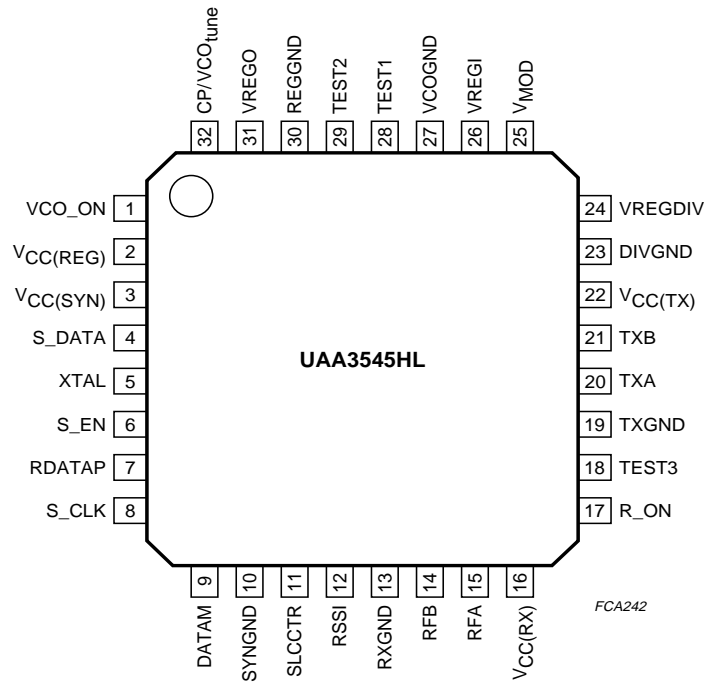 CP/VCOtune
VREGO
REGGND
TEST2
TEST1
VCOGND
VREGI
VMOD
32
31
30
29
28
27
26
25
VCO_ON 1
VCC(REG) 2
VCC(SYN) 3
S_DATA 4
XTAL 5
S_EN 6
RDATAP 7
S_CLK 8
UAA3545HL
24 VREGDIV
23 DIVGND
22 VCC(TX)
21 TXB
20 TXA
19 TXGND
18 TEST3
17 R_ON
9
10
11
12
13
14
15
16
DATAM
SYNGND
SLCCTR
RSSI
RXGND
RFB
RFA
VCC(RX)
FCA242